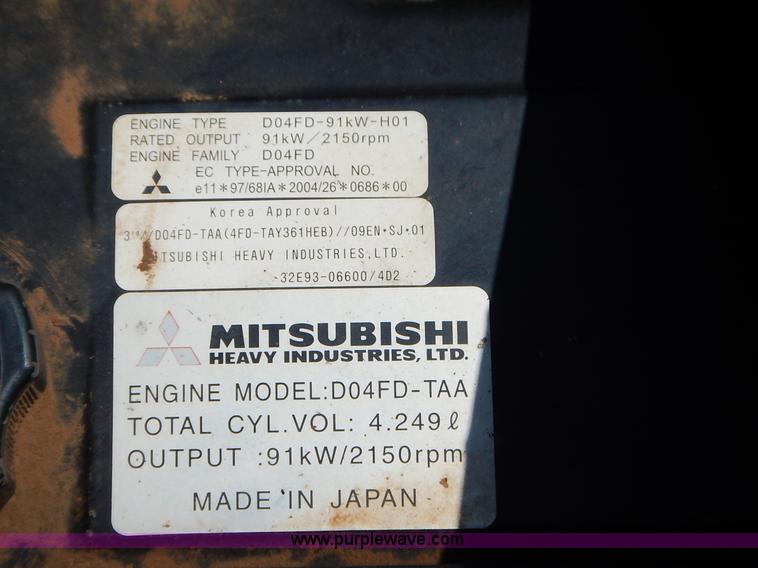 ENGINE TYPE D04FD-91kW-H01
RATED OUTPUT 91kW/2150rpm
ENGINE FAMILY D04FD
EC TYPE-APPROVAL NO.
e11*97/68IA*2004/26*0686*00
Korea Approval
D04FD-TAA(4FD-TAY361HEB)//09EN·SJ·01
MITSUBISHI HEAVY INDUSTRIES,LTD.
32E93-06600/4D2
MITSUBISHI
HEAVY INDUSTRIES, LTD.
ENGINE MODEL:D04FD-TAA
TOTAL CYL.VOL: 4.249ℓ
OUTPUT :91kW/2150rpm
MADE IN JAPAN
www.purplewave.com